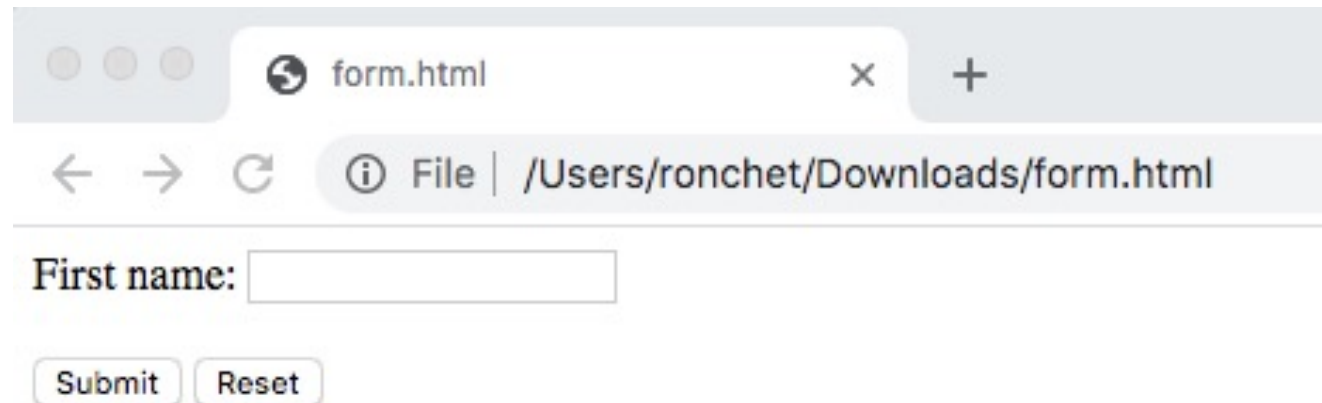 form.html
File /Users/ronchet/Downloads/form.html
First name:
Submit Reset